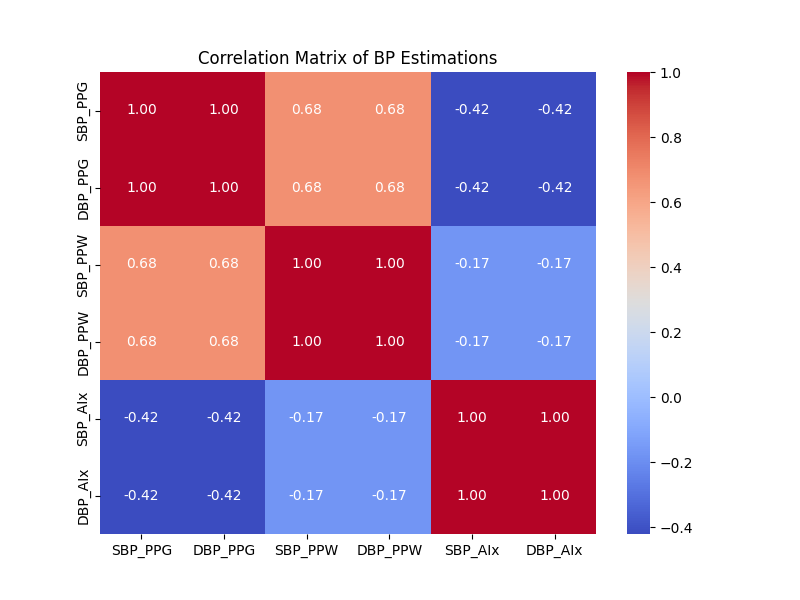 Correlation Matrix of BP Estimations
SBP_PPG 1.00 1.00 0.68 0.68 -0.42 -0.42
DBP_PPG 1.00 1.00 0.68 0.68 -0.42 -0.42
SBP_PPW 0.68 0.68 1.00 1.00 -0.17 -0.17
DBP_PPW 0.68 0.68 1.00 1.00 -0.17 -0.17
SBP_AIx -0.42 -0.42 -0.17 -0.17 1.00 1.00
DBP_AIx -0.42 -0.42 -0.17 -0.17 1.00 1.00
SBP_PPG DBP_PPG SBP_PPW DBP_PPW SBP_AIx DBP_AIx
1.0
0.8
0.6
0.4
0.2
0.0
−0.2
−0.4